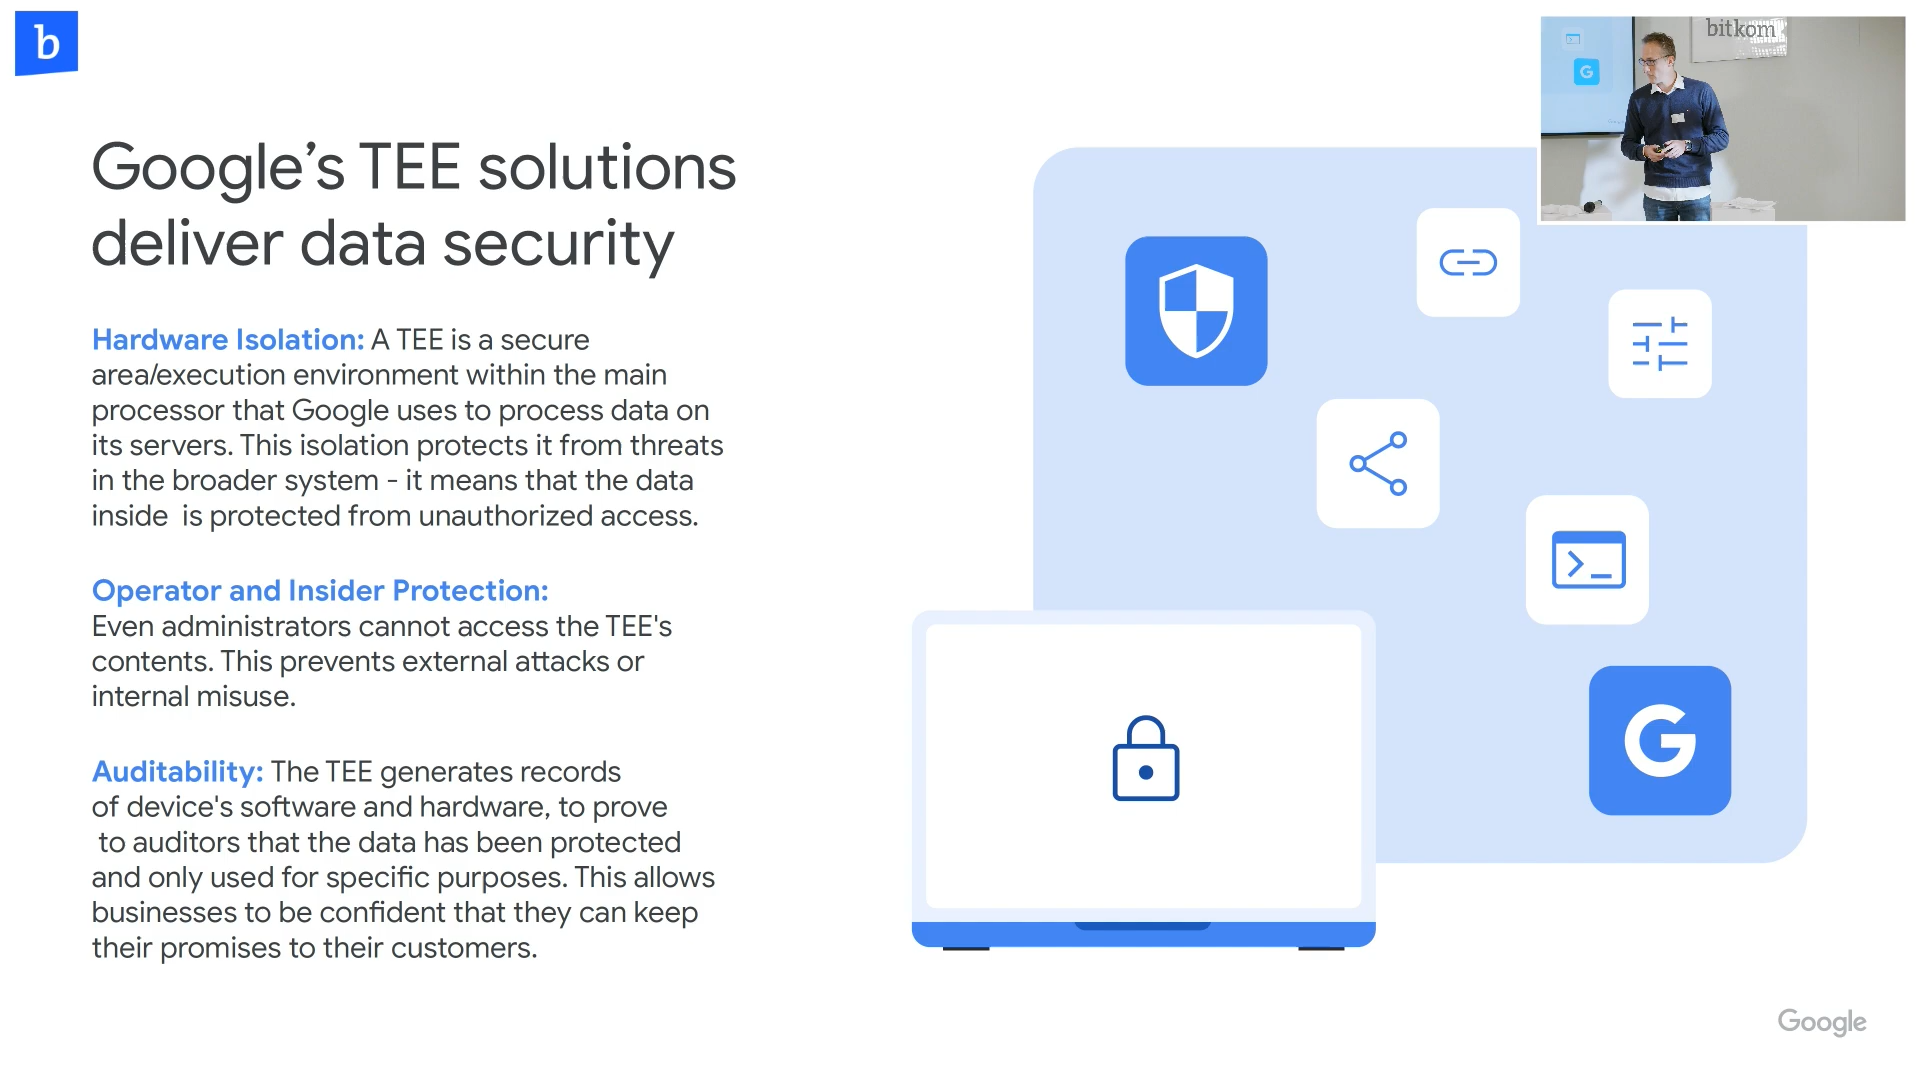 b
bitkom
G
Google’s TEE solutions
deliver data security
Hardware Isolation: A TEE is a secure
area/execution environment within the main
processor that Google uses to process data on
its servers. This isolation protects it from threats
in the broader system - it means that the data
inside  is protected from unauthorized access.
Operator and Insider Protection:
Even administrators cannot access the TEE's
contents. This prevents external attacks or
internal misuse.
Auditability: The TEE generates records
of device's software and hardware, to prove
to auditors that the data has been protected
and only used for specific purposes. This allows
businesses to be confident that they can keep
their promises to their customers.
G
Google